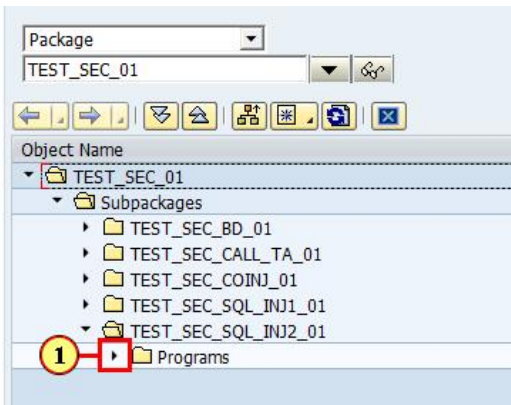 Package
TEST_SEC_01
Object Name
TEST_SEC_01
Subpackages
TEST_SEC_BD_01
TEST_SEC_CALL_TA_01
TEST_SEC_COINJ_01
TEST_SEC_SQL_INJ1_01
TEST_SEC_SQL_INJ2_01
1 Programs